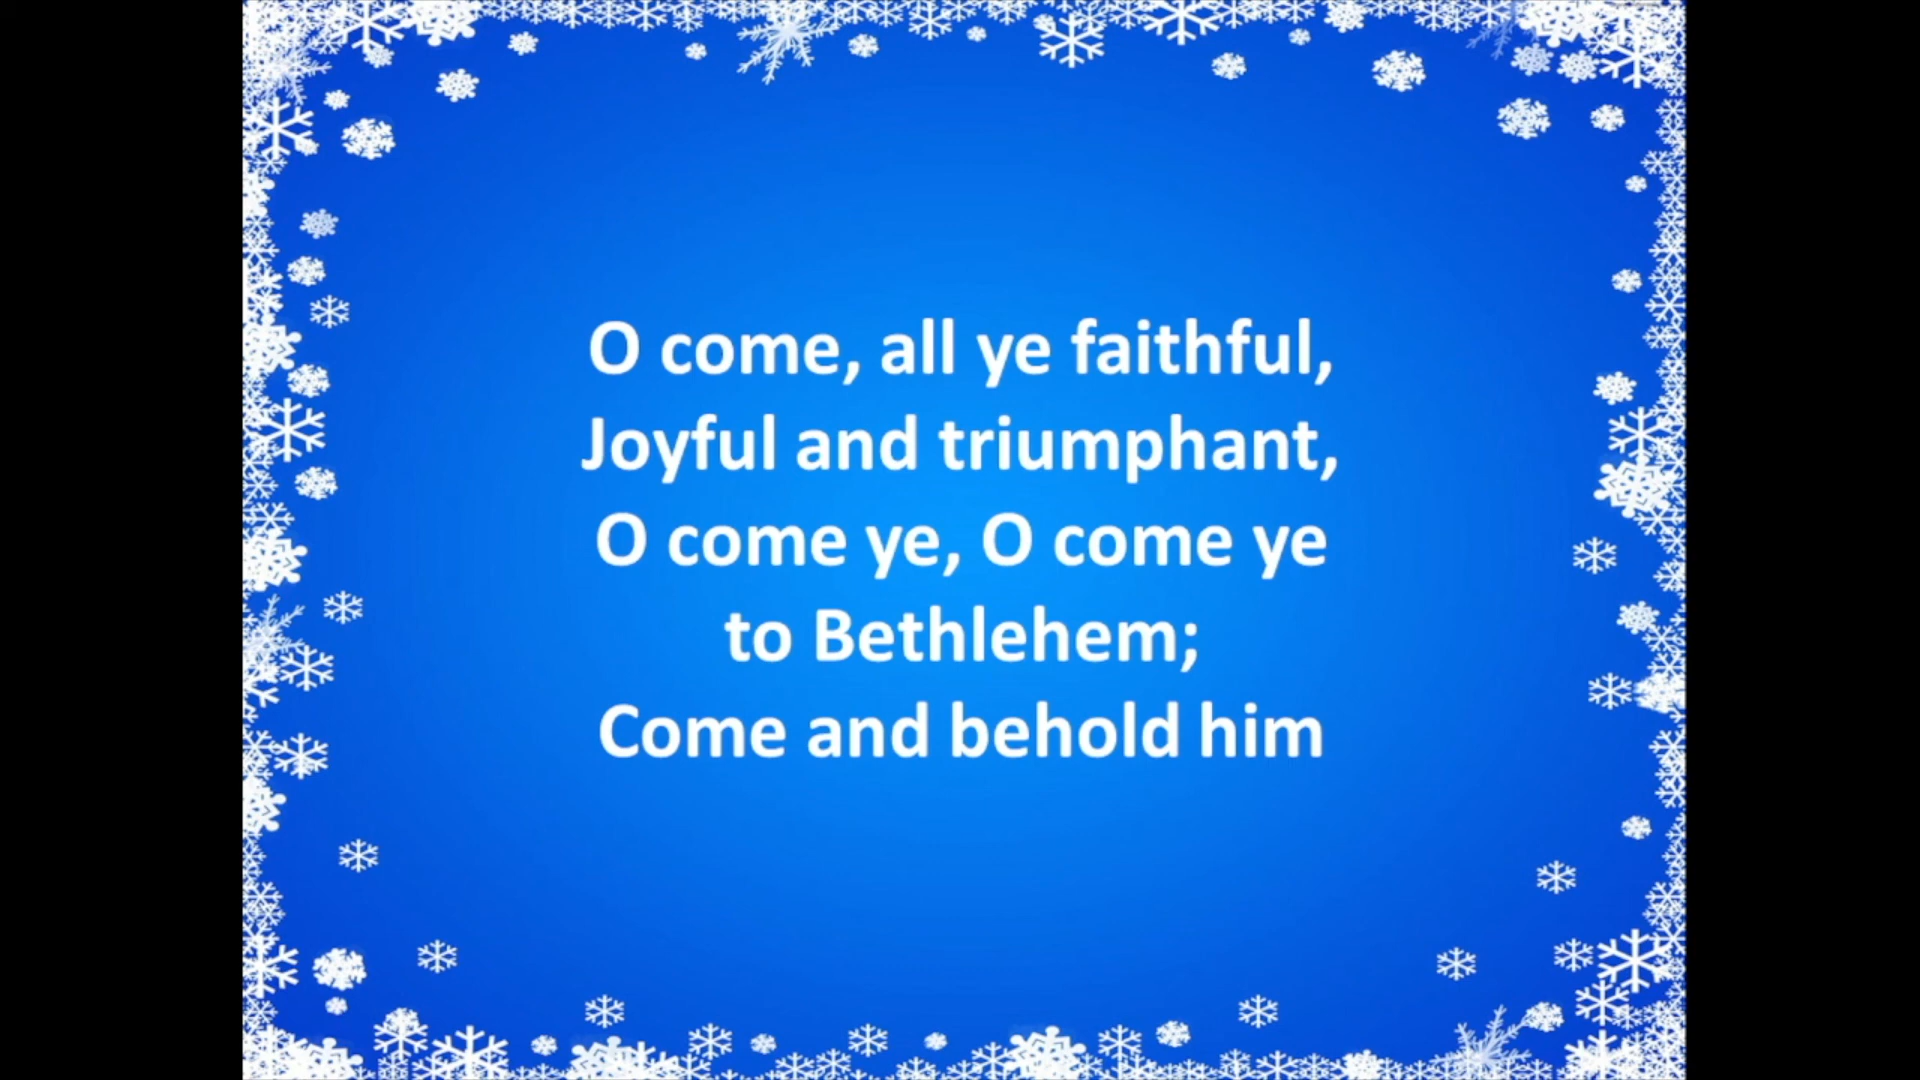 O come, all ye faithful,
Joyful and triumphant,
O come ye, O come ye
to Bethlehem;
Come and behold him